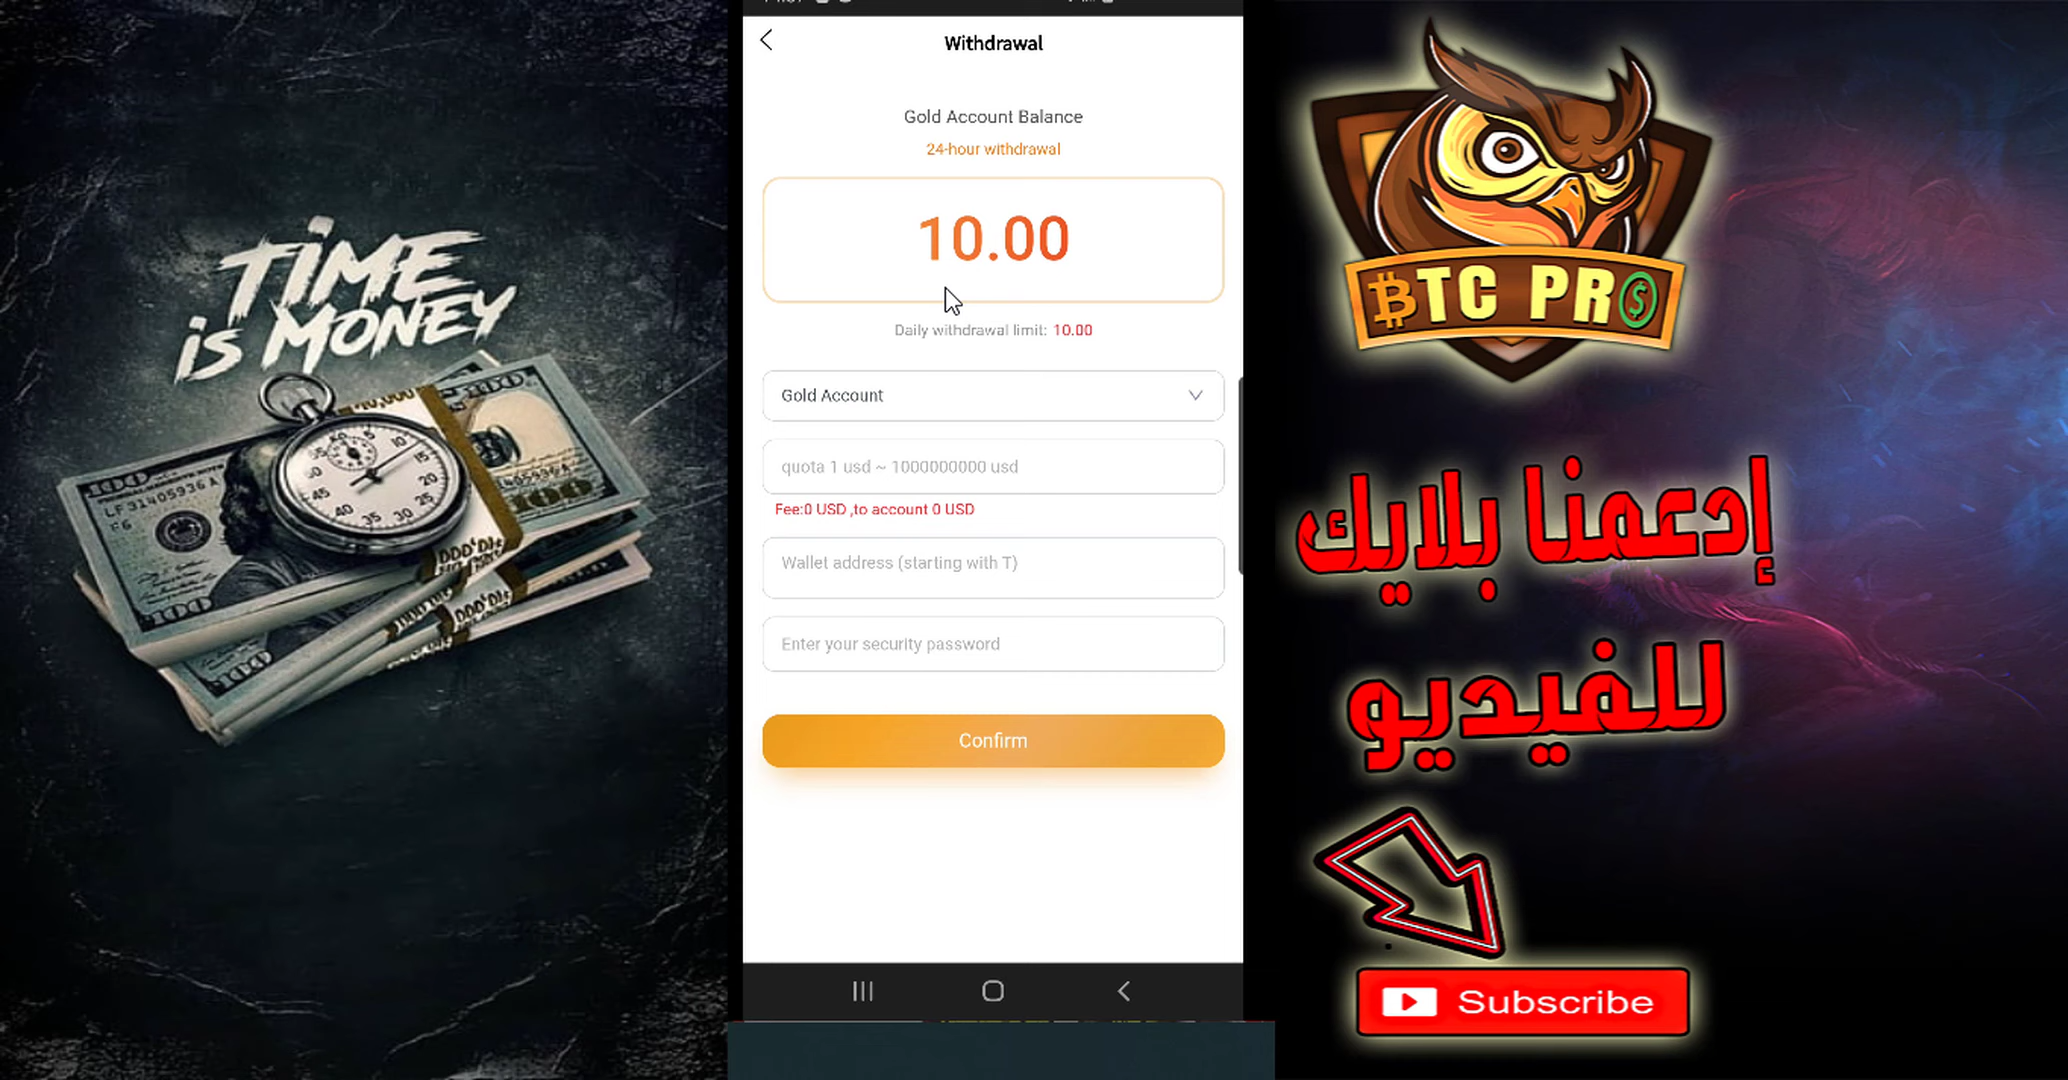 TIME
is MONEY
Withdrawal
Gold Account Balance
24-hour withdrawal
10.00
Daily withdrawal limit: 10.00
Gold Account
quota 1 usd ~ 1000000000 usd
Fee:0 USD ,to account 0 USD
Wallet address (starting with T)
Enter your security password
Confirm
BTC PRO
إدعمنا بلايك
للفيديو
Subscribe